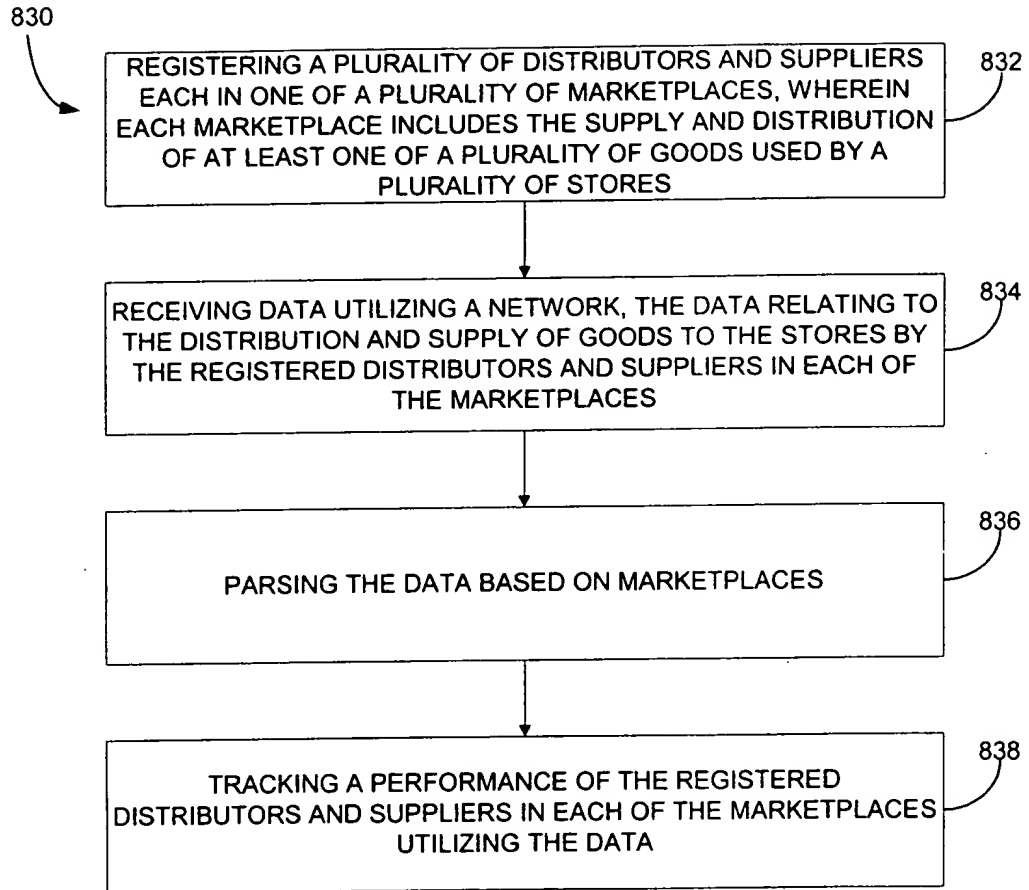 830
REGISTERING A PLURALITY OF DISTRIBUTORS AND SUPPLIERS
EACH IN ONE OF A PLURALITY OF MARKETPLACES, WHEREIN
EACH MARKETPLACE INCLUDES THE SUPPLY AND DISTRIBUTION
OF AT LEAST ONE OF A PLURALITY OF GOODS USED BY A
PLURALITY OF STORES
832
RECEIVING DATA UTILIZING A NETWORK, THE DATA RELATING TO
THE DISTRIBUTION AND SUPPLY OF GOODS TO THE STORES BY
THE REGISTERED DISTRIBUTORS AND SUPPLIERS IN EACH OF
THE MARKETPLACES
834
PARSING THE DATA BASED ON MARKETPLACES
836
TRACKING A PERFORMANCE OF THE REGISTERED
DISTRIBUTORS AND SUPPLIERS IN EACH OF THE MARKETPLACES
UTILIZING THE DATA
838